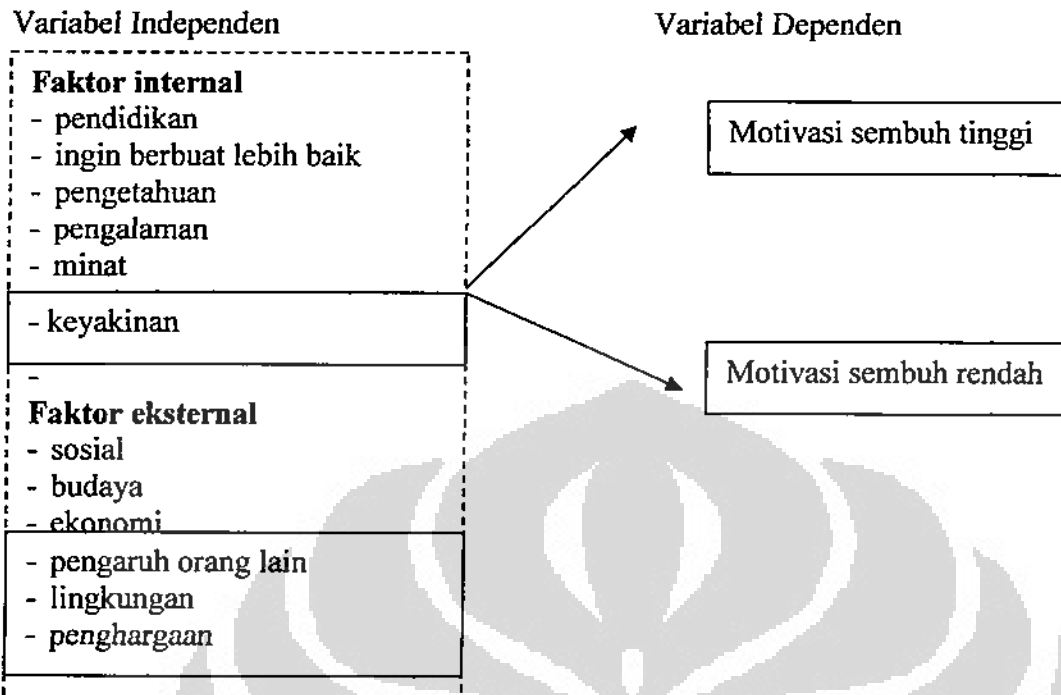 Variabel Independen
Variabel Dependen
Faktor internal
- pendidikan
- ingin berbuat lebih baik
- pengetahuan
- pengalaman
- minat
- keyakinan
-
Faktor eksternal
- sosial
- budaya
- ekonomi
- pengaruh orang lain
- lingkungan
- penghargaan
Motivasi sembuh tinggi
Motivasi sembuh rendah